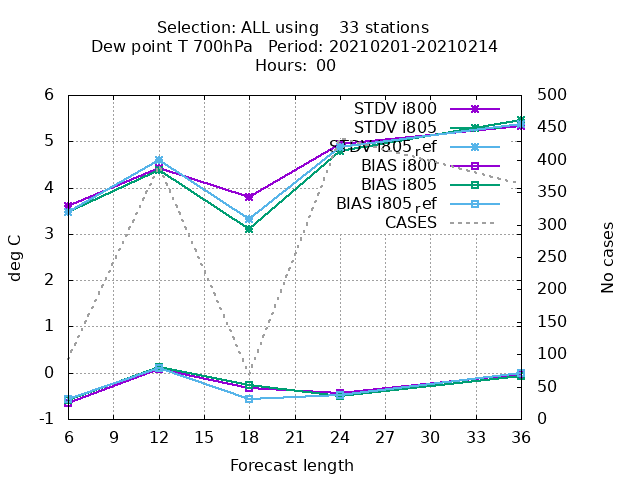 Selection: ALL using 33 stations
Dew point T 700hPa Period: 20210201-20210214
Hours: 00
6
5
4
3
2
1
0
-1
deg C
500
450
400
350
300
250
200
150
100
50
0
No cases
STDV i800
STDV i805
STDV i805ref
BIAS i800
BIAS i805
BIAS i805ref
CASES
6 9 12 15 18 21 24 27 30 33 36
Forecast length